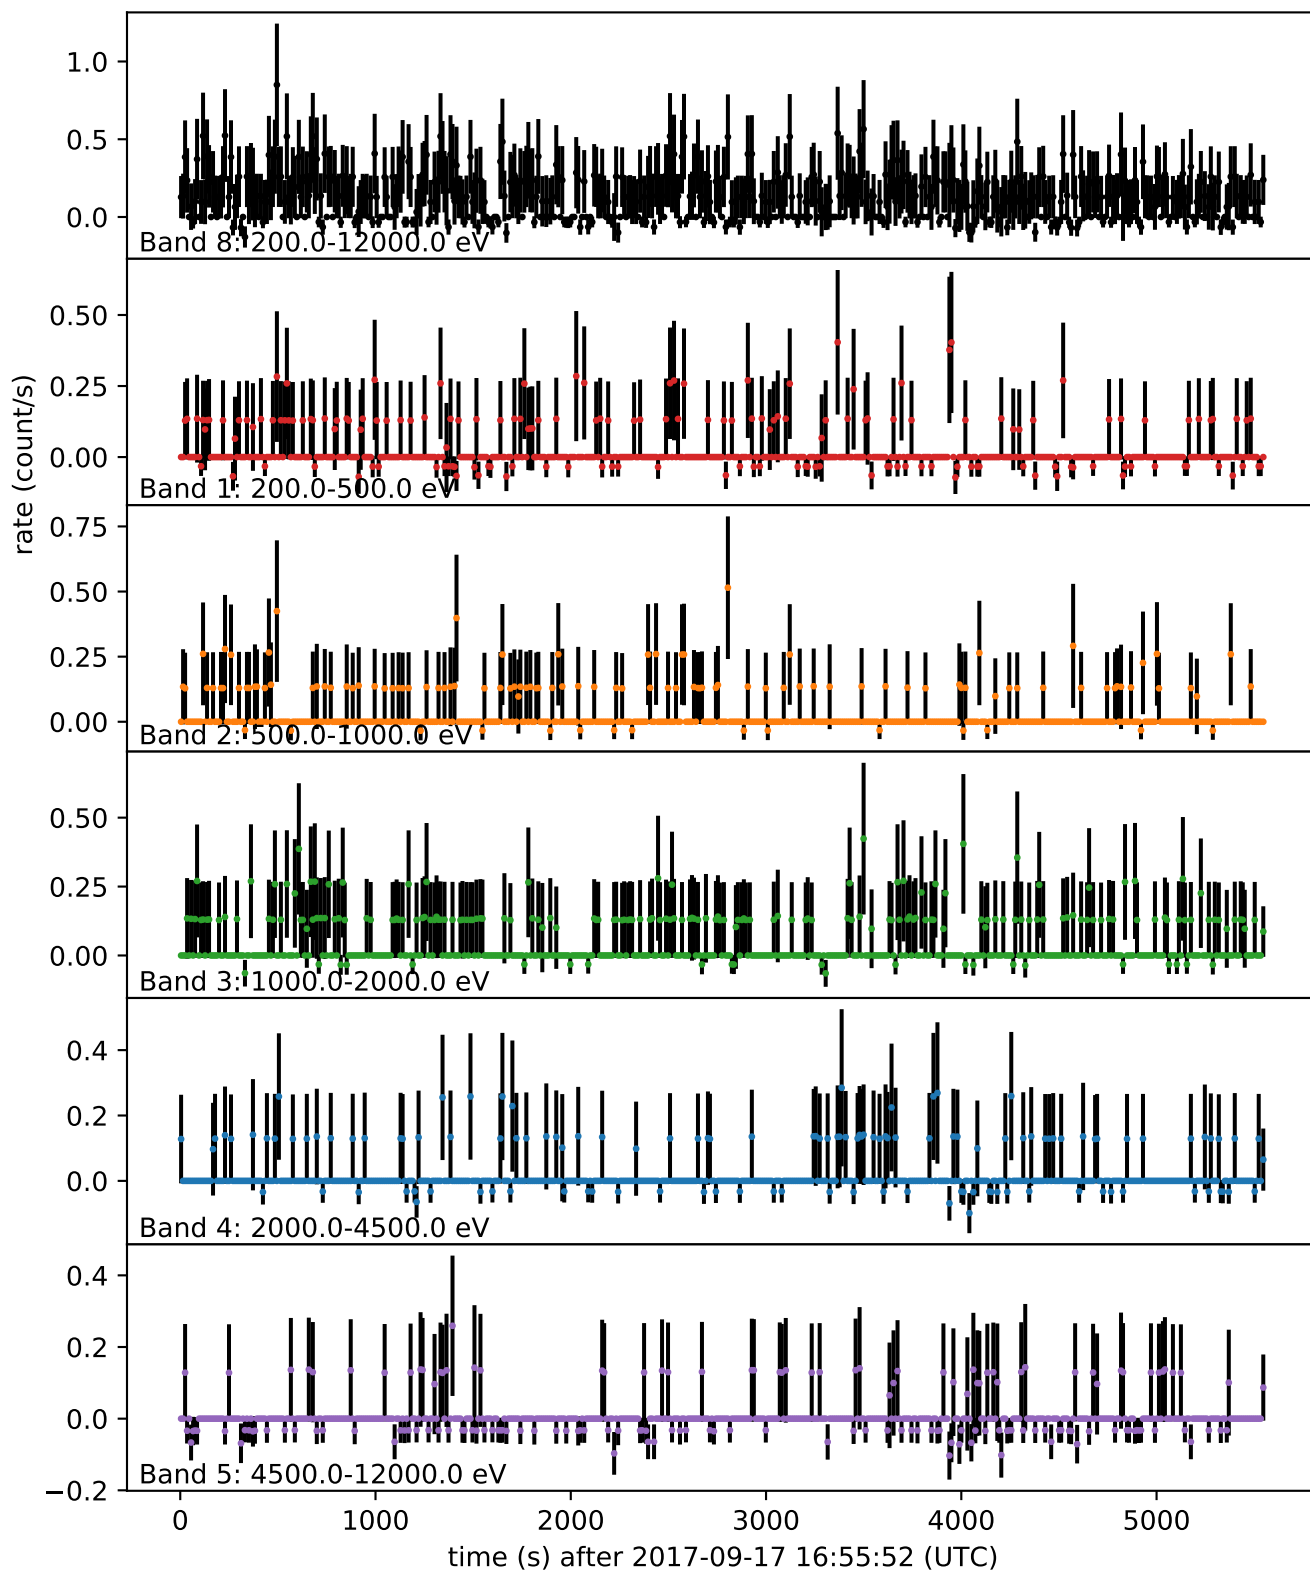 1.0
0.5
0.0
Band 8: 200.0-12000.0 eV
rate (count/s)
0.50
0.25
0.00
Band 1: 200.0-500.0 eV
0.75
0.50
0.25
0.00
Band 2: 500.0-1000.0 eV
0.50
0.25
0.00
Band 3: 1000.0-2000.0 eV
0.4
0.2
0.0
Band 4: 2000.0-4500.0 eV
0.4
0.2
0.0
−0.2
Band 5: 4500.0-12000.0 eV
0 1000 2000 3000 4000 5000
time (s) after 2017-09-17 16:55:52 (UTC)